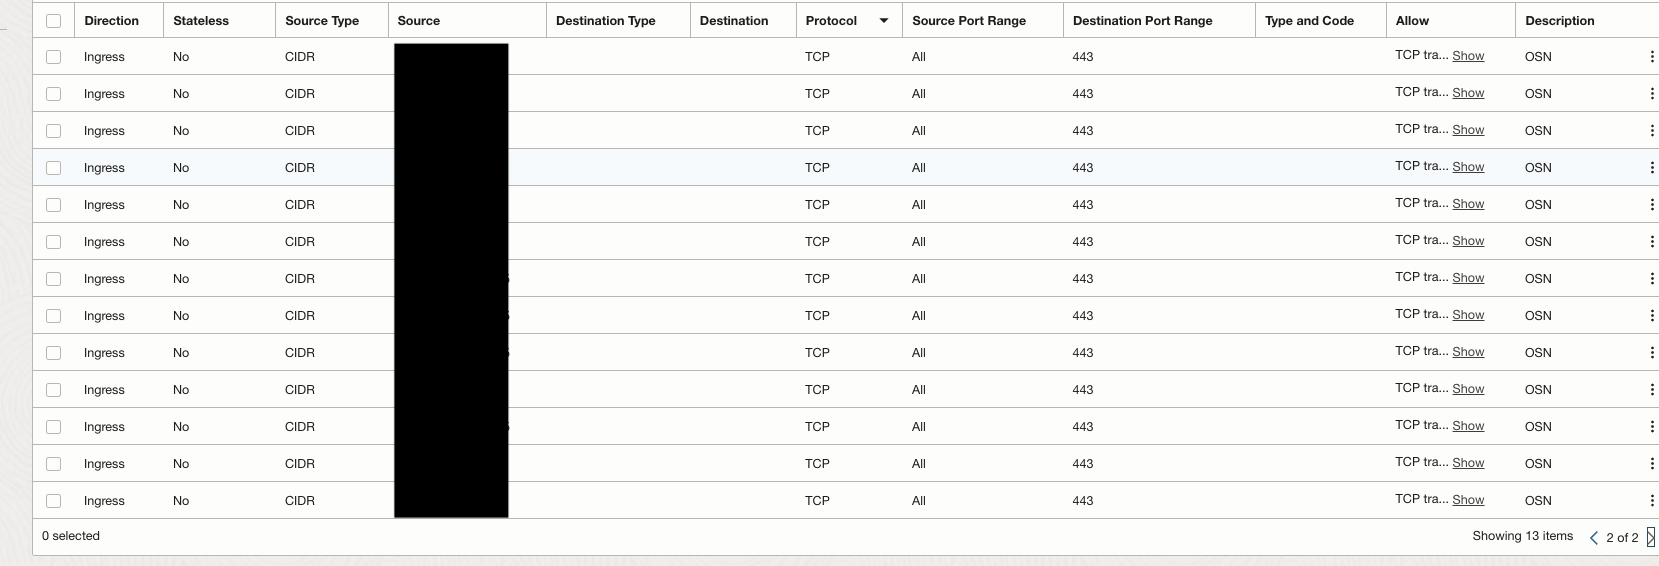 Direction Stateless Source Type Source Destination Type Destination Protocol Source Port Range Destination Port Range Type and Code Allow Description
Ingress No CIDR TCP All 443 TCP tra... Show OSN
Ingress No CIDR TCP All 443 TCP tra... Show OSN
Ingress No CIDR TCP All 443 TCP tra... Show OSN
Ingress No CIDR TCP All 443 TCP tra... Show OSN
Ingress No CIDR TCP All 443 TCP tra... Show OSN
Ingress No CIDR TCP All 443 TCP tra... Show OSN
Ingress No CIDR TCP All 443 TCP tra... Show OSN
Ingress No CIDR TCP All 443 TCP tra... Show OSN
Ingress No CIDR TCP All 443 TCP tra... Show OSN
Ingress No CIDR TCP All 443 TCP tra... Show OSN
Ingress No CIDR TCP All 443 TCP tra... Show OSN
Ingress No CIDR TCP All 443 TCP tra... Show OSN
Ingress No CIDR TCP All 443 TCP tra... Show OSN
0 selected Showing 13 items 2 of 2